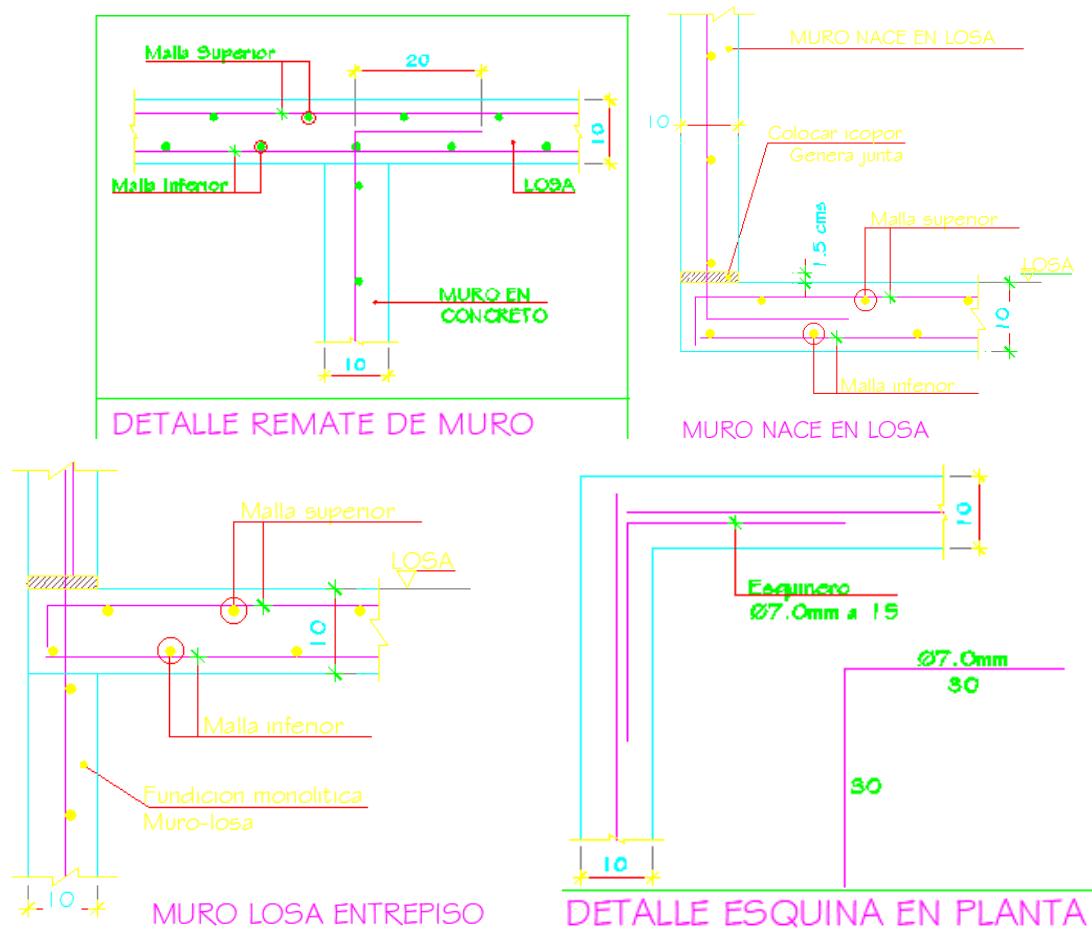 Malla Superior
20
10
Malla Inferior
LOSA
MURO EN
CONCRETO
10
DETALLE REMATE DE MURO
MURO NACE EN LOSA
10
Colocar icopor
Genera junta
1.5 cms
Malla superior
LOSA
10
Malla inferior
MURO NACE EN LOSA
Malla superior
LOSA
10
Malla inferior
Fundicion monolitica
Muro-losa
10
MURO LOSA ENTREPISO
10
Esquinero
Ø7.0mm a 15
Ø7.0mm
30
30
10
DETALLE ESQUINA EN PLANTA